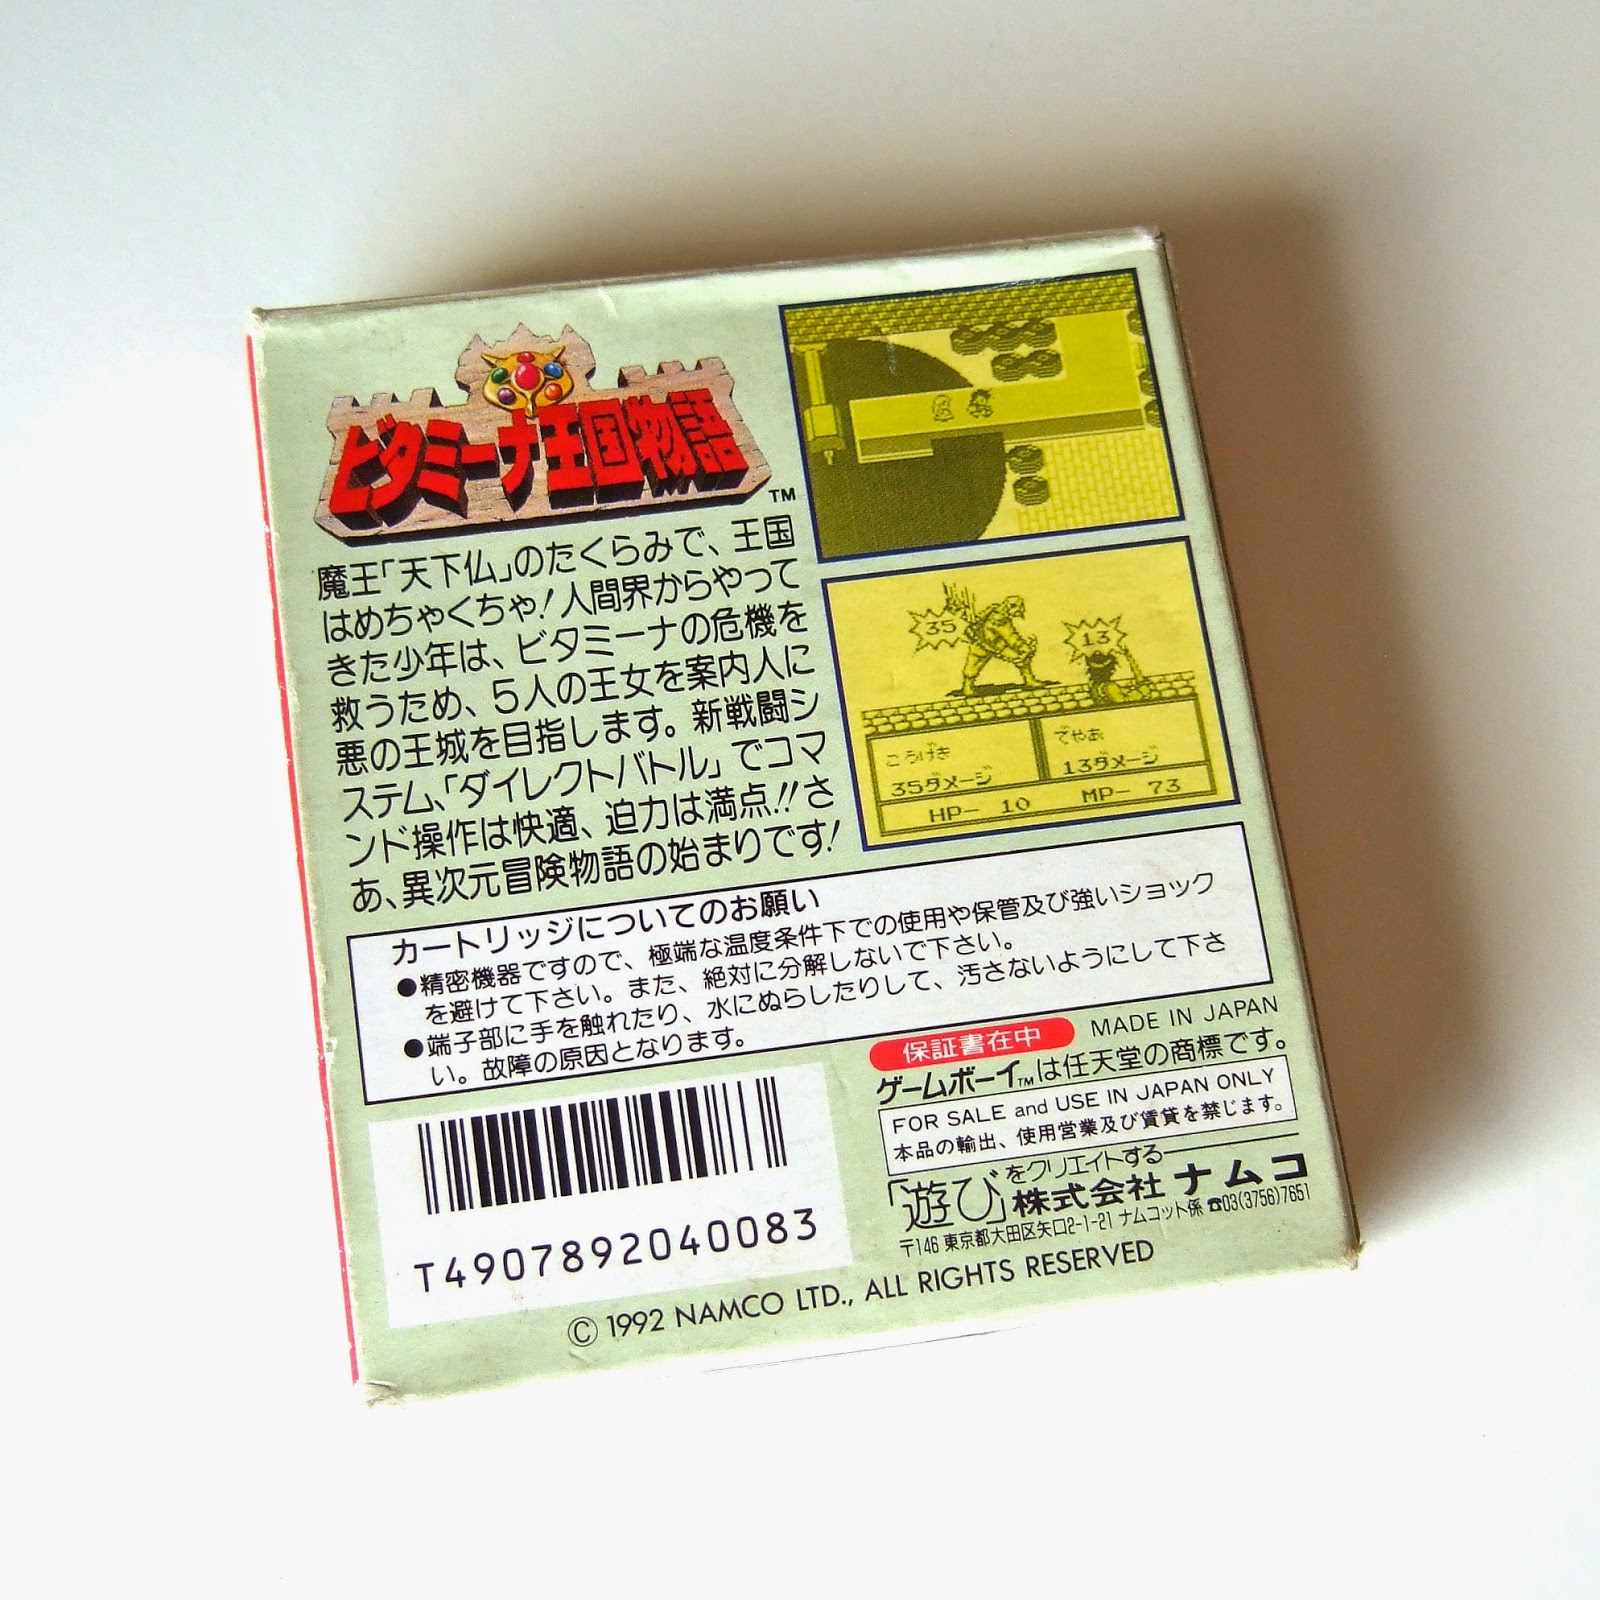 ビタミーナ王国物語
TM
魔王「天下仏」のたくらみで、王国
はめちゃくちゃ!人間界からやって
きた少年は、ビタミーナの危機を
救うため、5人の王女を案内人に
悪の王城を目指します。新戦闘シ
ステム、「ダイレクトバトル」でコマ
ンド操作は快適、迫力は満点!!さ
あ、異次元冒険物語の始まりです!
35
13
こうげき
35ダメージ
でやあ
13ダメージ
HP- 10 MP- 73
カートリッジについてのお願い
●精密機器ですので、極端な温度条件下での使用や保管及び強いショック
を避けて下さい。また、絶対に分解しないで下さい。
●端子部に手を触れたり、水にぬらしたりして、汚さないようにして下さ
い。故障の原因となります。
保証書在中
MADE IN JAPAN
ゲームボーイTMは任天堂の商標です。
FOR SALE and USE IN JAPAN ONLY
本品の輸出、使用営業及び賃貸を禁じます。
「遊び」をクリエイトする
株式会社ナムコ
〒146 東京都大田区矢口2-1-21 ナムコット係 ☎03(3756)7651
T4907892040083
© 1992 NAMCO LTD., ALL RIGHTS RESERVED